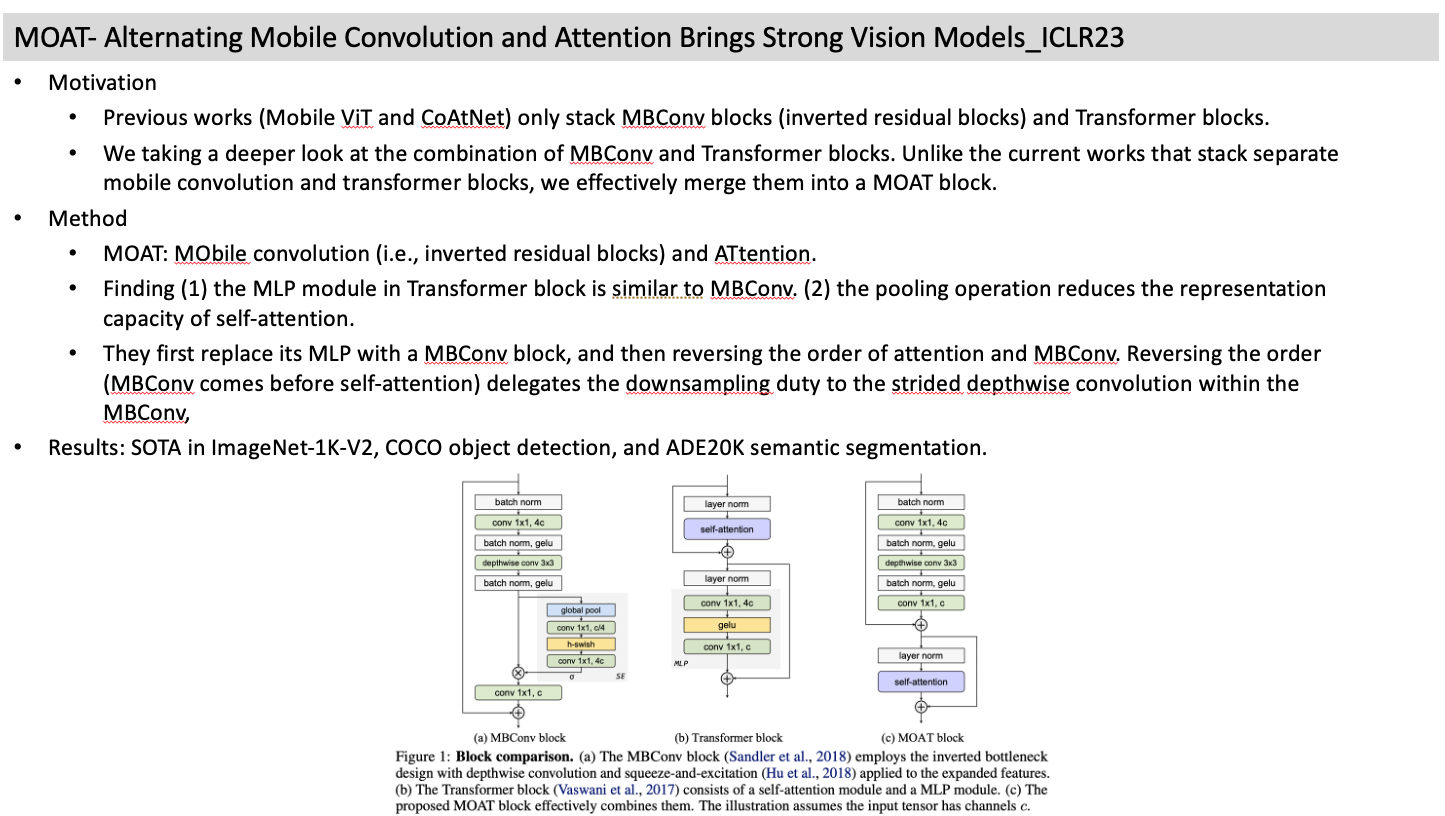 MOAT- Alternating Mobile Convolution and Attention Brings Strong Vision Models_ICLR23
• Motivation
• Previous works (Mobile ViT and CoAtNet) only stack MBConv blocks (inverted residual blocks) and Transformer blocks.
• We taking a deeper look at the combination of MBConv and Transformer blocks. Unlike the current works that stack separate
mobile convolution and transformer blocks, we effectively merge them into a MOAT block.
• Method
• MOAT: MObile convolution (i.e., inverted residual blocks) and ATtention.
• Finding (1) the MLP module in Transformer block is similar to MBConv. (2) the pooling operation reduces the representation
capacity of self-attention.
• They first replace its MLP with a MBConv block, and then reversing the order of attention and MBConv. Reversing the order
(MBConv comes before self-attention) delegates the downsampling duty to the strided depthwise convolution within the
MBConv,
• Results: SOTA in ImageNet-1K-V2, COCO object detection, and ADE20K semantic segmentation.
batch norm
conv 1x1, 4c
batch norm, gelu
depthwise conv 3x3
batch norm, gelu
global pool
conv 1x1, c/4
h-swish
conv 1x1, 4c
σ
SE
conv 1x1, c
(a) MBConv block
layer norm
self-attention
layer norm
conv 1x1, 4c
gelu
conv 1x1, c
MLP
(b) Transformer block
batch norm
conv 1x1, 4c
batch norm, gelu
depthwise conv 3x3
batch norm, gelu
conv 1x1, c
layer norm
self-attention
(c) MOAT block
Figure 1: Block comparison. (a) The MBConv block (Sandler et al., 2018) employs the inverted bottleneck
design with depthwise convolution and squeeze-and-excitation (Hu et al., 2018) applied to the expanded features.
(b) The Transformer block (Vaswani et al., 2017) consists of a self-attention module and a MLP module. (c) The
proposed MOAT block effectively combines them. The illustration assumes the input tensor has channels c.